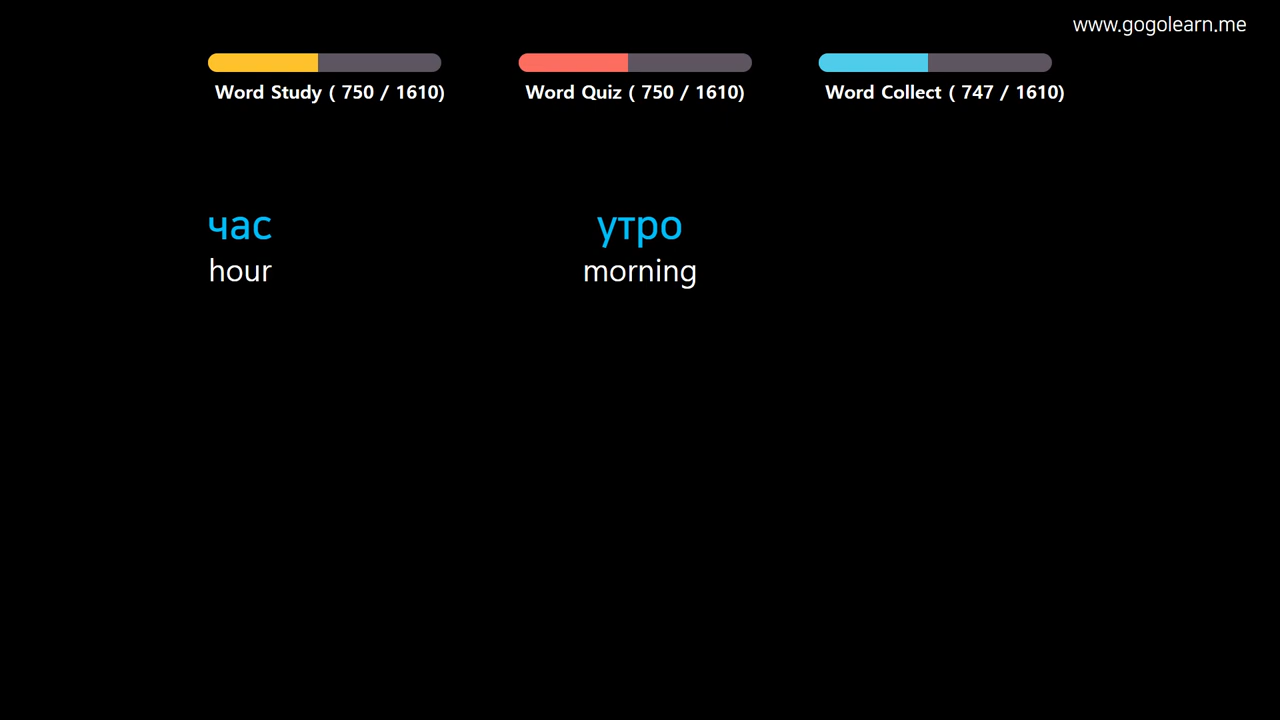 www.gogolearn.me
Word Study ( 750 / 1610)
Word Quiz ( 750 / 1610)
Word Collect ( 747 / 1610)
час
hour
утро
morning